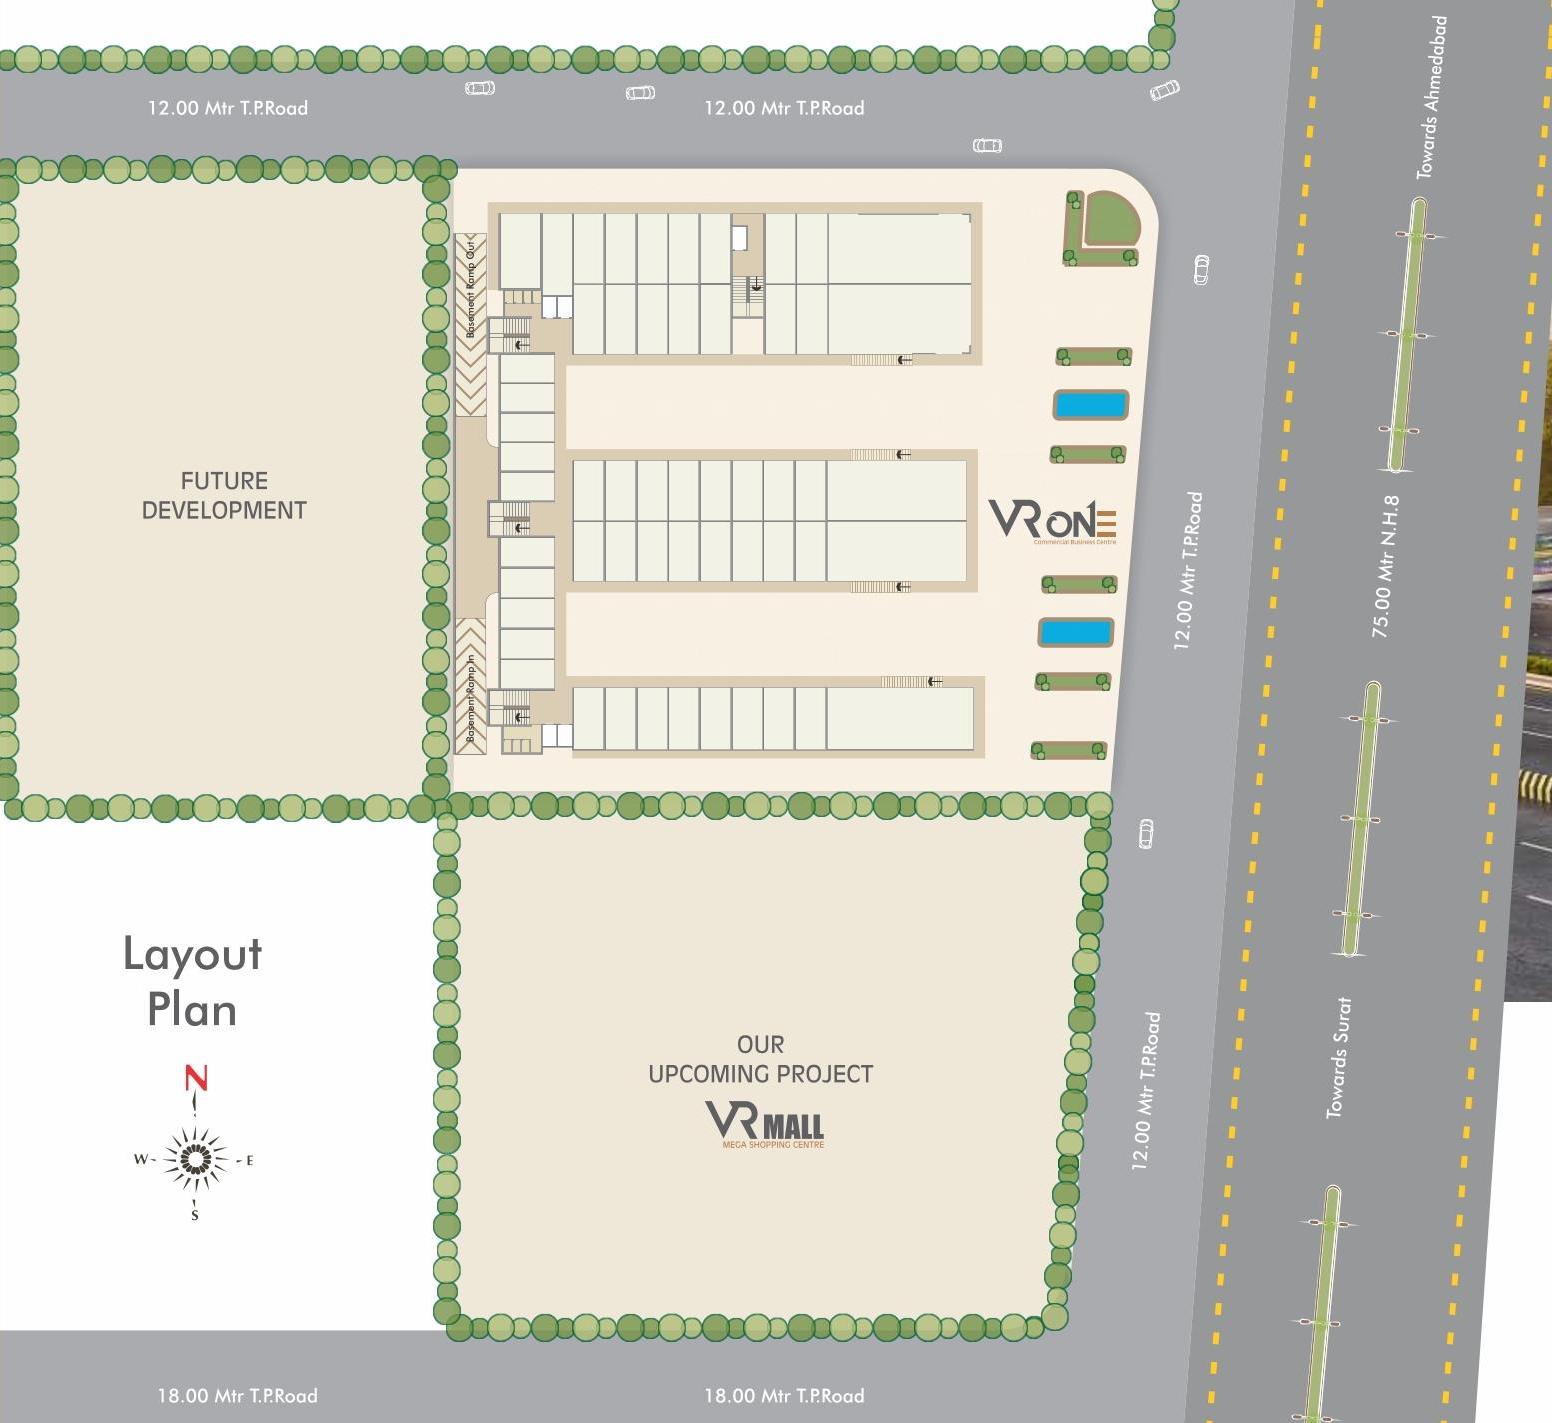 12.00 Mtr T.P.Road
12.00 Mtr T.P.Road
Towards Ahmedabad
Basement Ramp Out
FUTURE
DEVELOPMENT
VR ONE
Commercial Business Centre
12.00 Mtr T.P.Road
75.00 Mtr N.H.8
Basement Ramp In
Layout
Plan
N
W
E
S
OUR
UPCOMING PROJECT
VR MALL
MEGA SHOPPING CENTRE
12.00 Mtr T.P.Road
Towards Surat
18.00 Mtr T.P.Road
18.00 Mtr T.P.Road